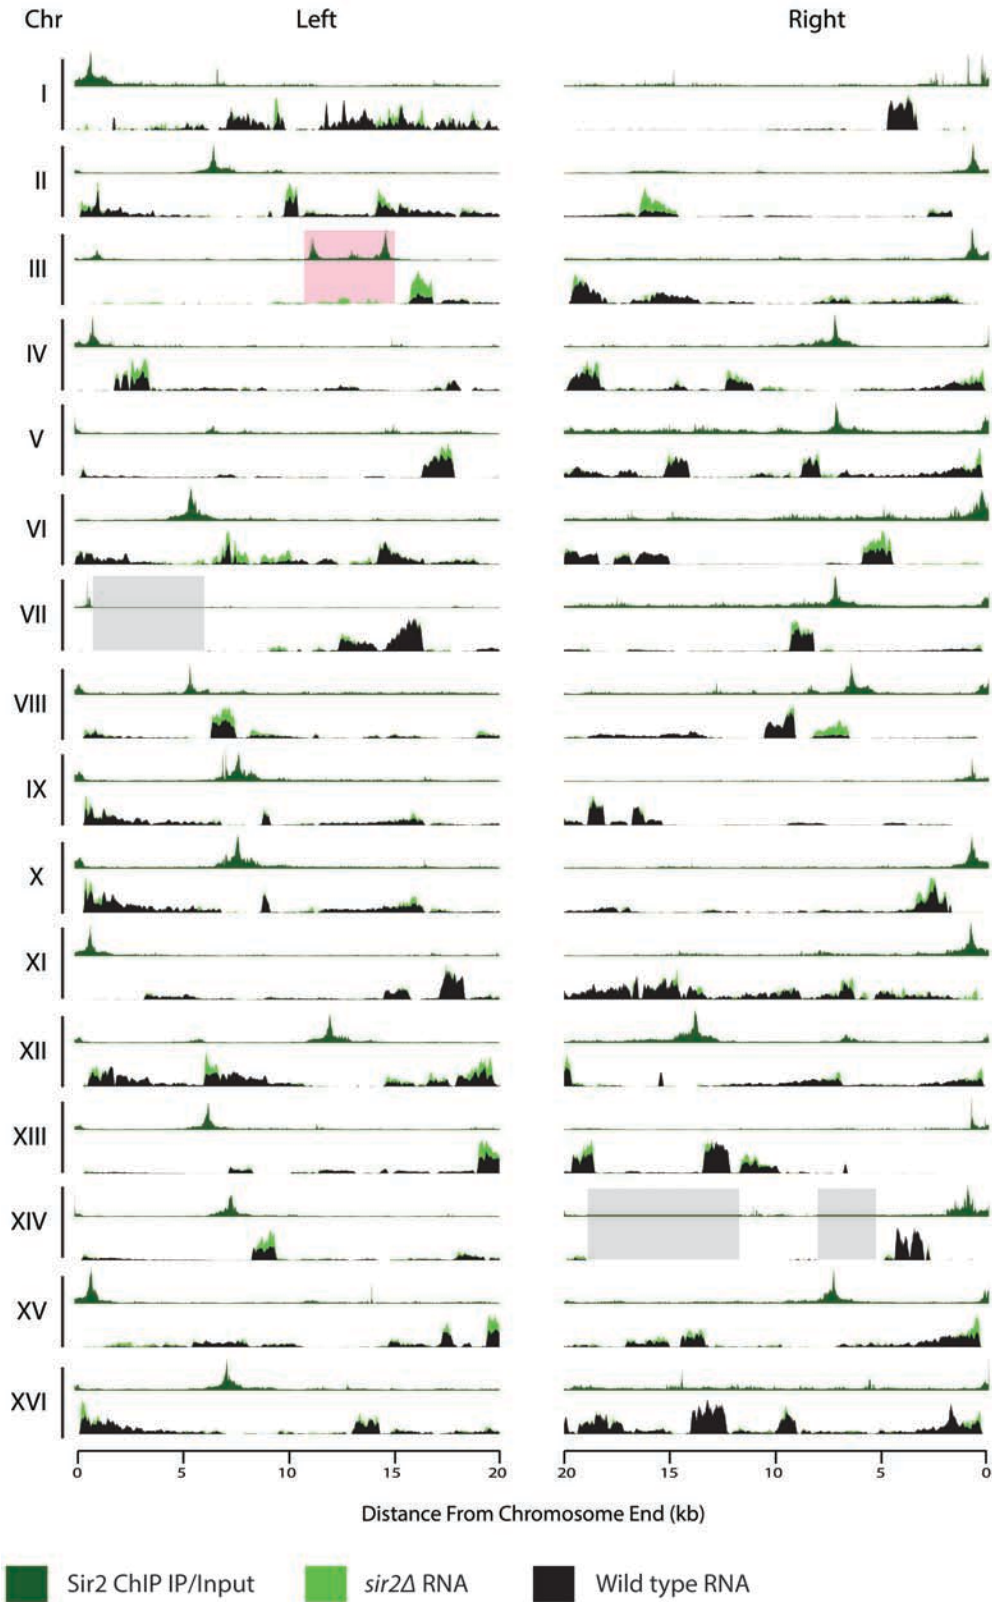 Chr Left Right
I
II
III
IV
V
VI
VII
VIII
IX
X
XI
XII
XIII
XIV
XV
XVI
0 5 10 15 20 20 15 10 5 0
Distance From Chromosome End (kb)
Sir2 ChIP IP/Input sir2Δ RNA Wild type RNA